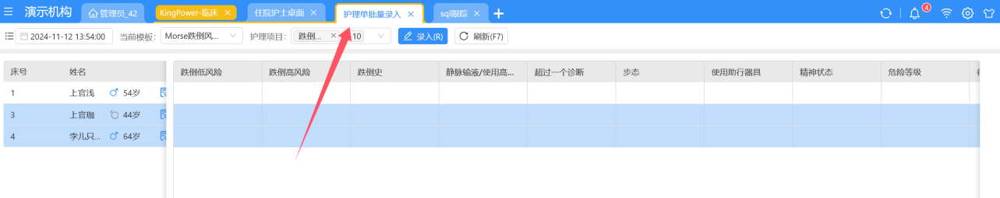 演示机构 管理员_42 KingPower-临床 住院护士桌面 护理单批量录入 sql跟踪 4
2024-11-12 13:54:00 当前模板: Morse跌倒风... 护理项目: 跌倒... 10 录入(R) 刷新(F7)
床号 姓名 跌倒低风险 跌倒高风险 跌倒史 静脉输液/使用高... 超过一个诊断 步态 使用助行器具 精神状态 危险等级
1 上官浅 54岁
3 上官珈 44岁
4 孛儿只... 64岁